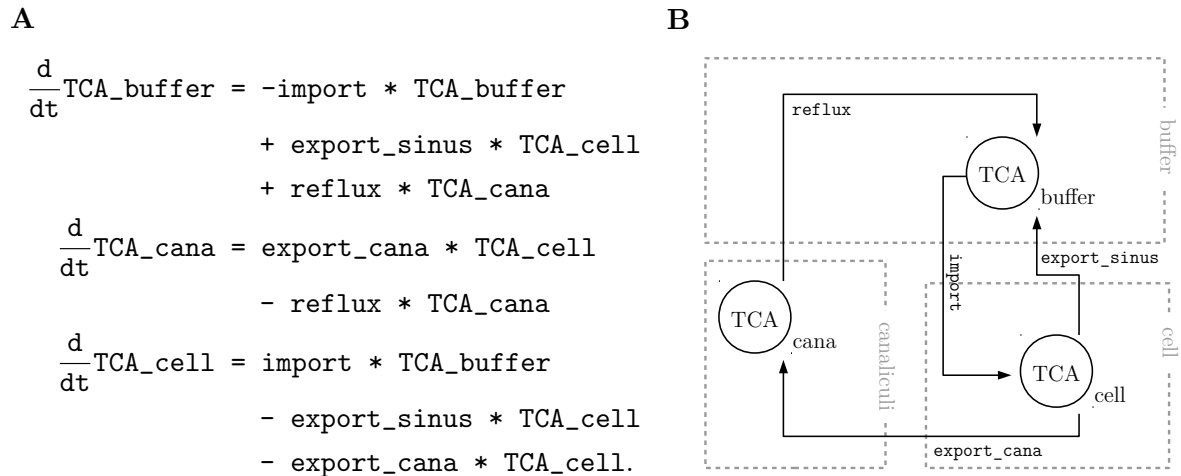 A
d/dt TCA_buffer = -import * TCA_buffer
+ export_sinus * TCA_cell
+ reflux * TCA_cana
d/dt TCA_cana = export_cana * TCA_cell
- reflux * TCA_cana
d/dt TCA_cell = import * TCA_buffer
- export_sinus * TCA_cell
- export_cana * TCA_cell.
B
reflux
buffer
TCA
buffer
import
export_sinus
TCA
cana
canaliculi
TCA
cell
cell
export_cana